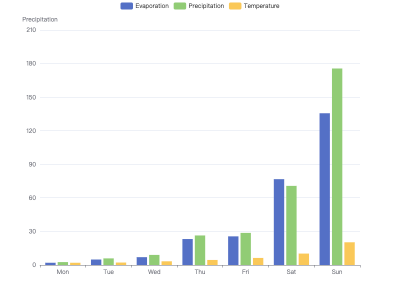 Evaporation Precipitation Temperature
Precipitation
210
180
150
120
90
60
30
0
Mon Tue Wed Thu Fri Sat Sun